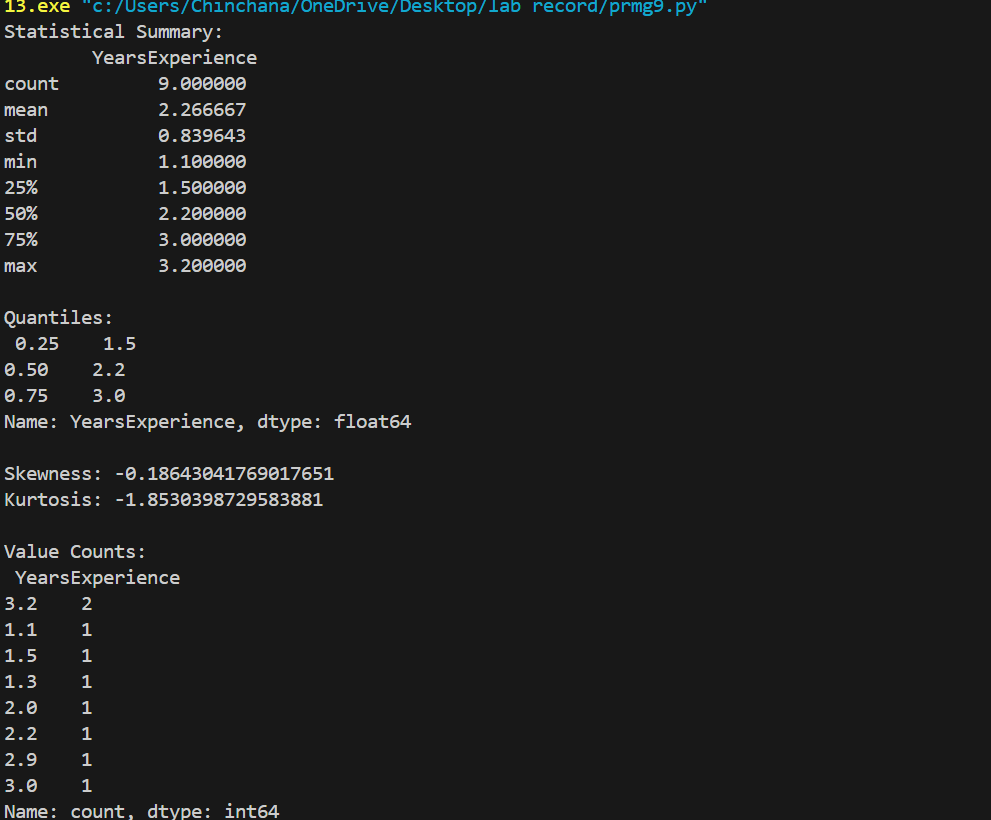 13.exe "c:/Users/Chinchana/OneDrive/Desktop/lab record/prmg9.py"
Statistical Summary:
        YearsExperience
count         9.000000
mean          2.266667
std           0.839643
min           1.100000
25%           1.500000
50%           2.200000
75%           3.000000
max           3.200000

Quantiles:
 0.25    1.5
0.50    2.2
0.75    3.0
Name: YearsExperience, dtype: float64

Skewness: -0.18643041769017651
Kurtosis: -1.8530398729583881

Value Counts:
 YearsExperience
3.2    2
1.1    1
1.5    1
1.3    1
2.0    1
2.2    1
2.9    1
3.0    1
Name: count, dtype: int64